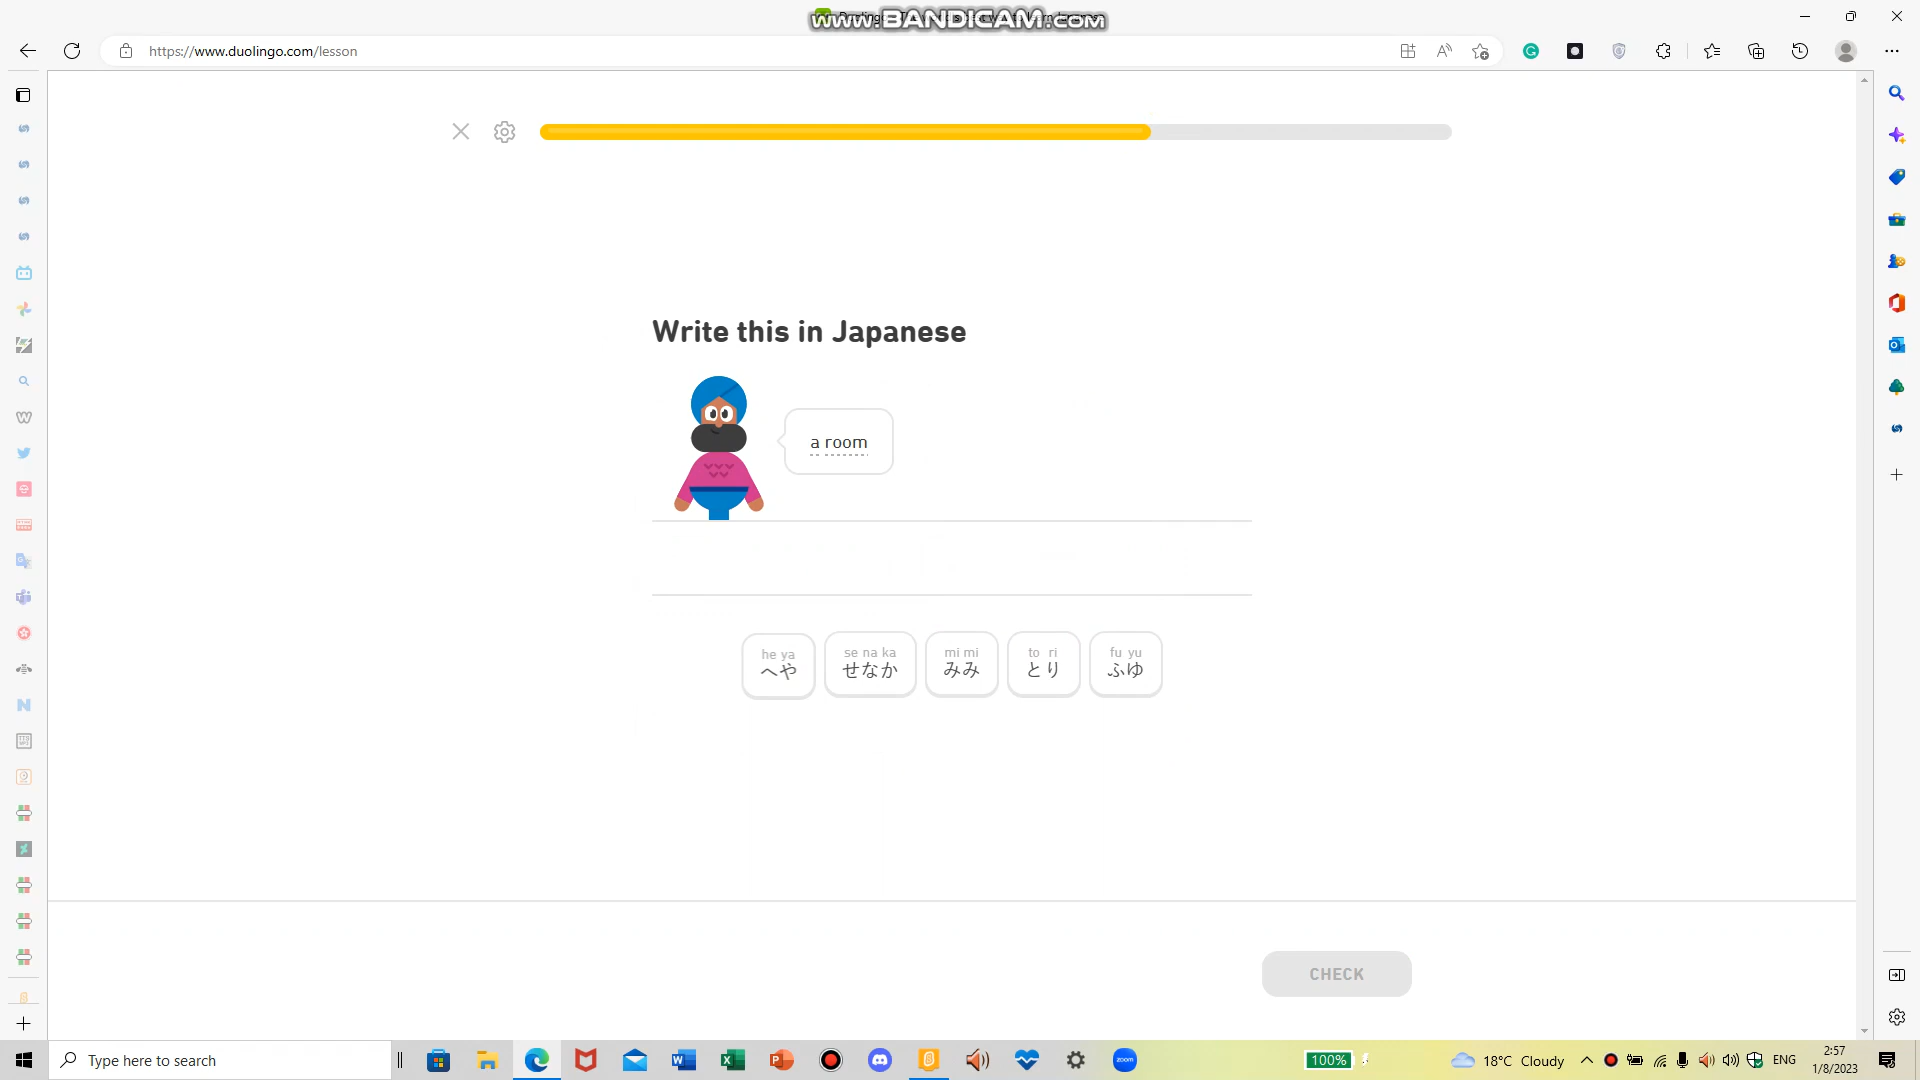 www.BANDICAM.com
https://www.duolingo.com/lesson
Write this in Japanese
a room
he ya
へや
se na ka
せなか
mi mi
みみ
to ri
とり
fu yu
ふゆ
CHECK
Type here to search
zoom
100%
18°C Cloudy
ENG
2:57
1/8/2023